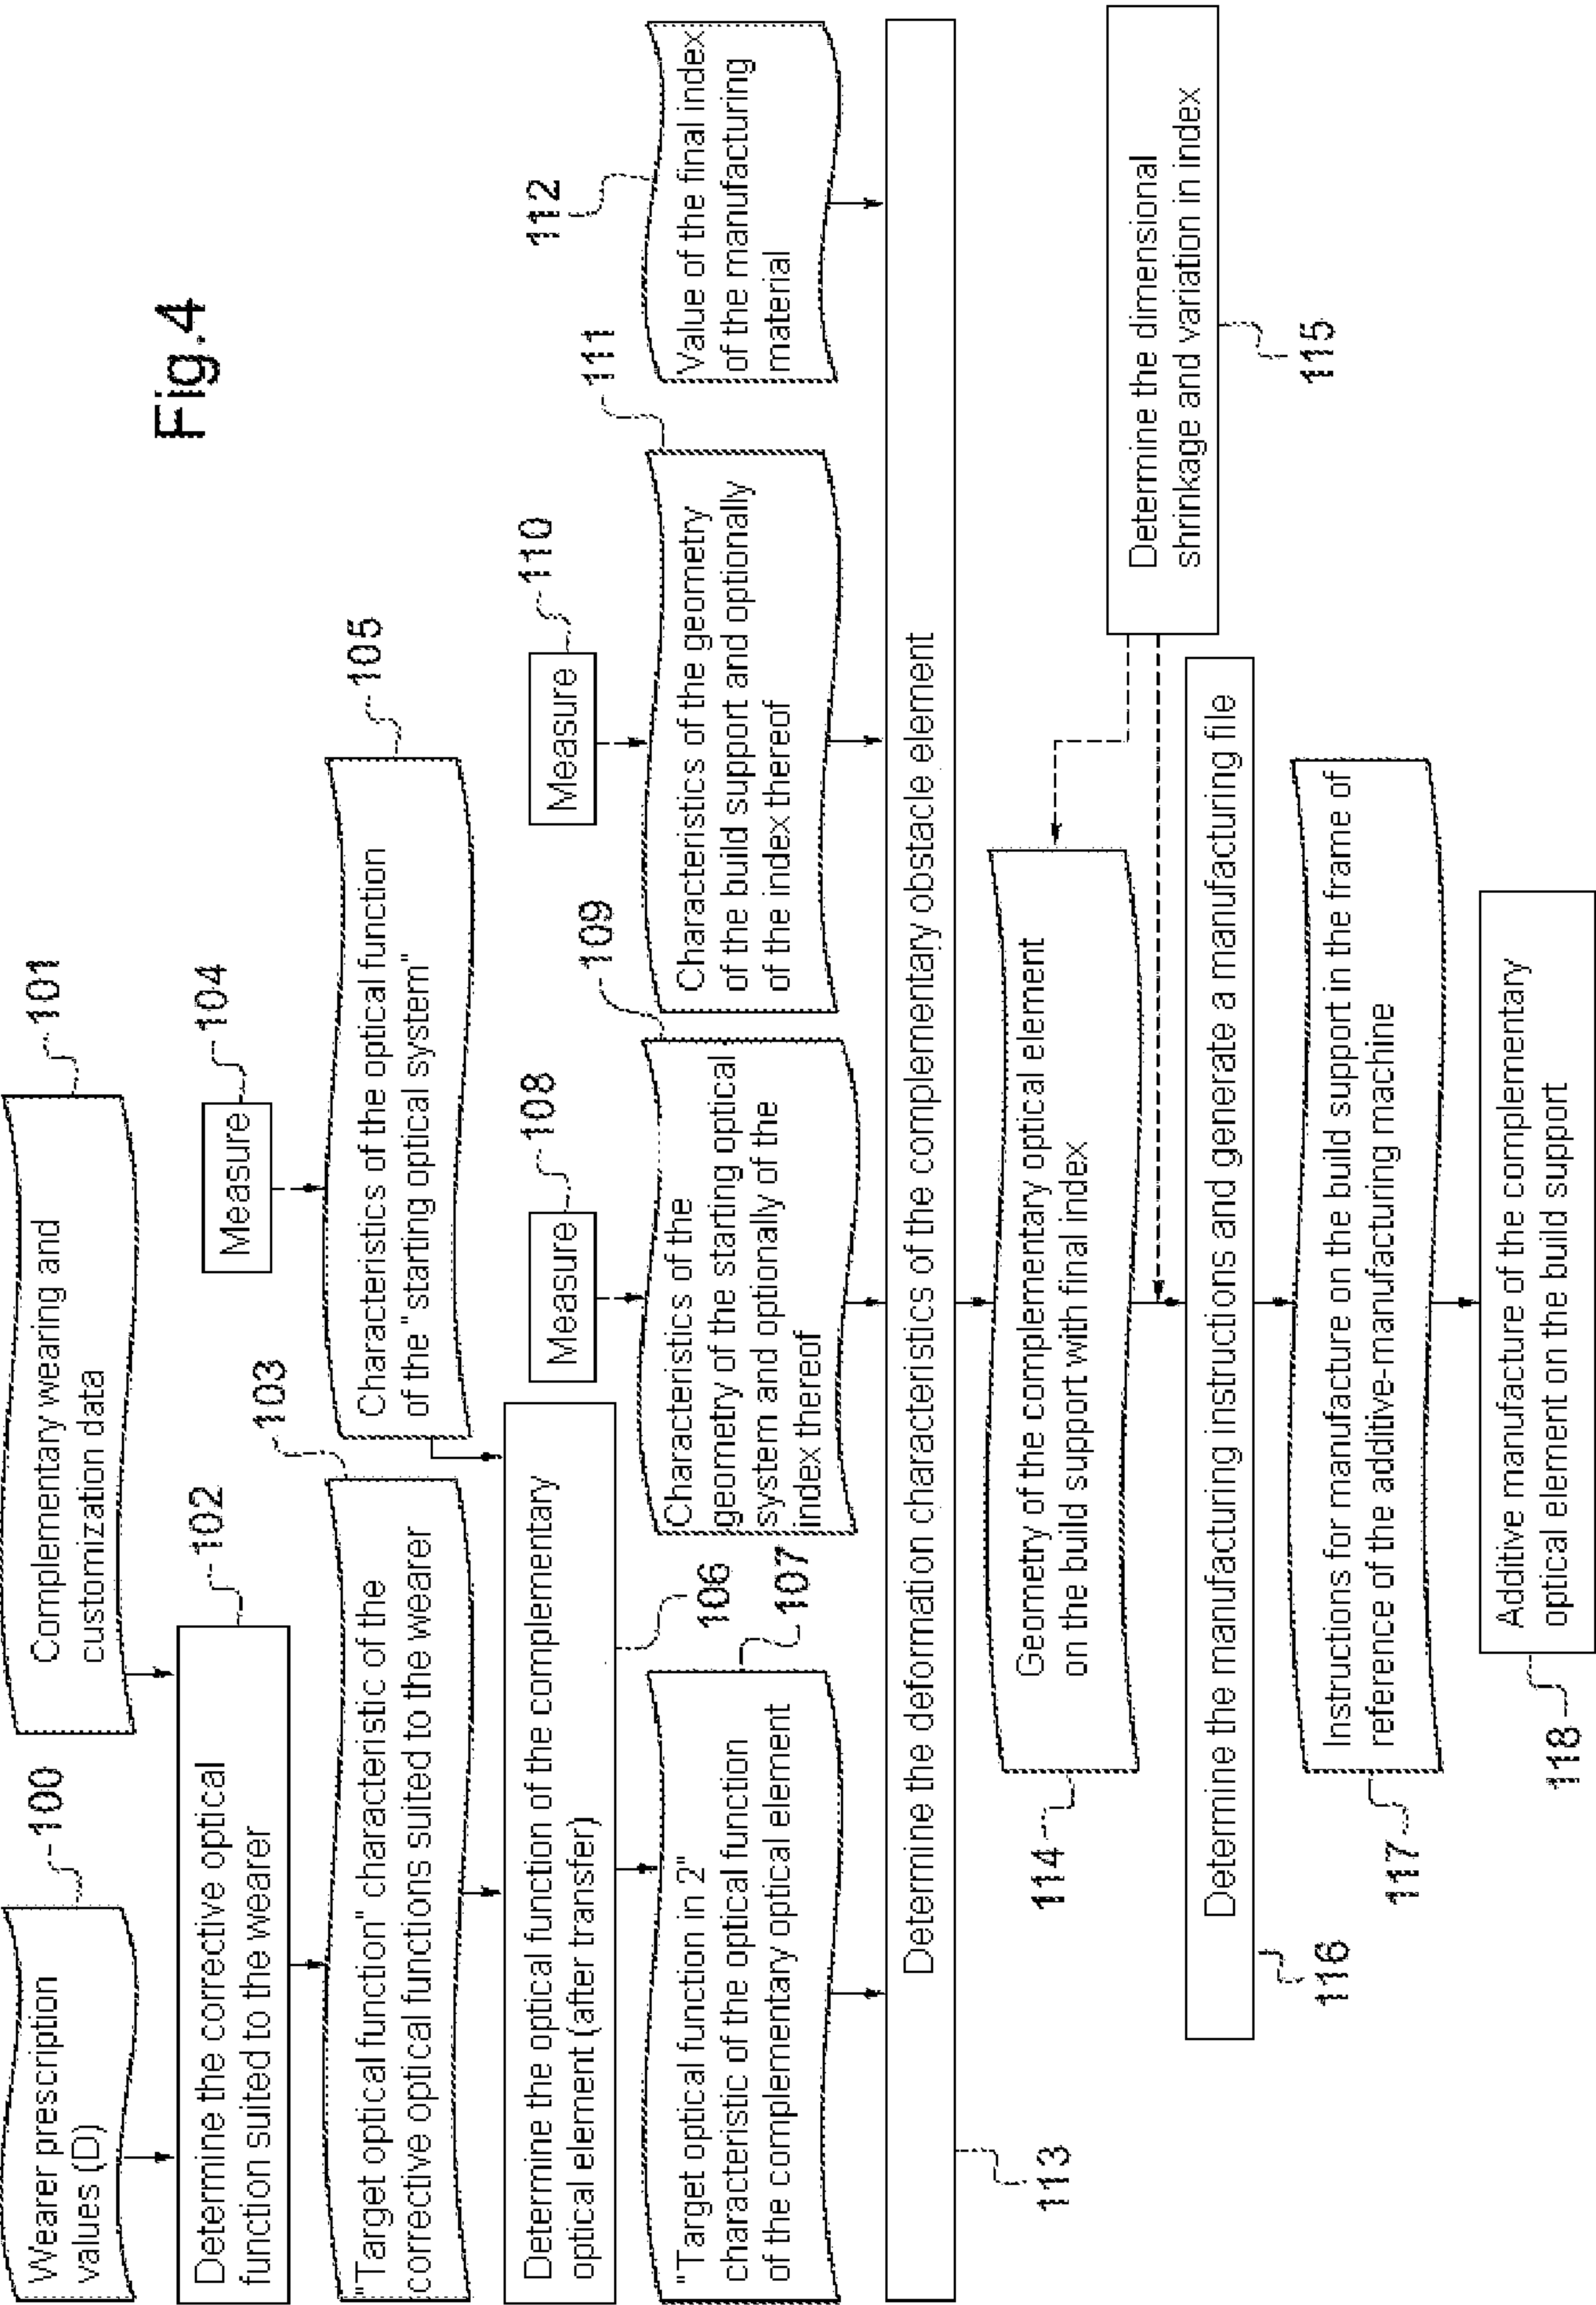 Fig.4
100
Wearer prescription
values (D)
101
Complementary wearing and
customization data
102
Determine the corrective optical
function suited to the wearer
103
"Target optical function" characteristic of the
corrective optical functions suited to the wearer
104
Measure
105
Characteristics of the optical function
of the "starting optical system"
Determine the optical function of the complementary
optical element (after transfer)
106
107
"Target optical function in 2"
characteristic of the optical function
of the complementary optical element
108
Measure
109
Characteristics of the
geometry of the starting optical
system and optionally of the
index thereof
110
Measure
111
Characteristics of the geometry
of the build support and optionally
of the index thereof
112
Value of the final index
of the manufacturing
material
Determine the deformation characteristics of the complementary obstacle element
113
Geometry of the complementary optical element
on the build support with final index
114
Determine the dimensional
shrinkage and variation in index
115
Determine the manufacturing instructions and generate a manufacturing file
116
Instructions for manufacture on the build support in the frame of
reference of the additive-manufacturing machine
117
Additive manufacture of the complementary
optical element on the build support
118